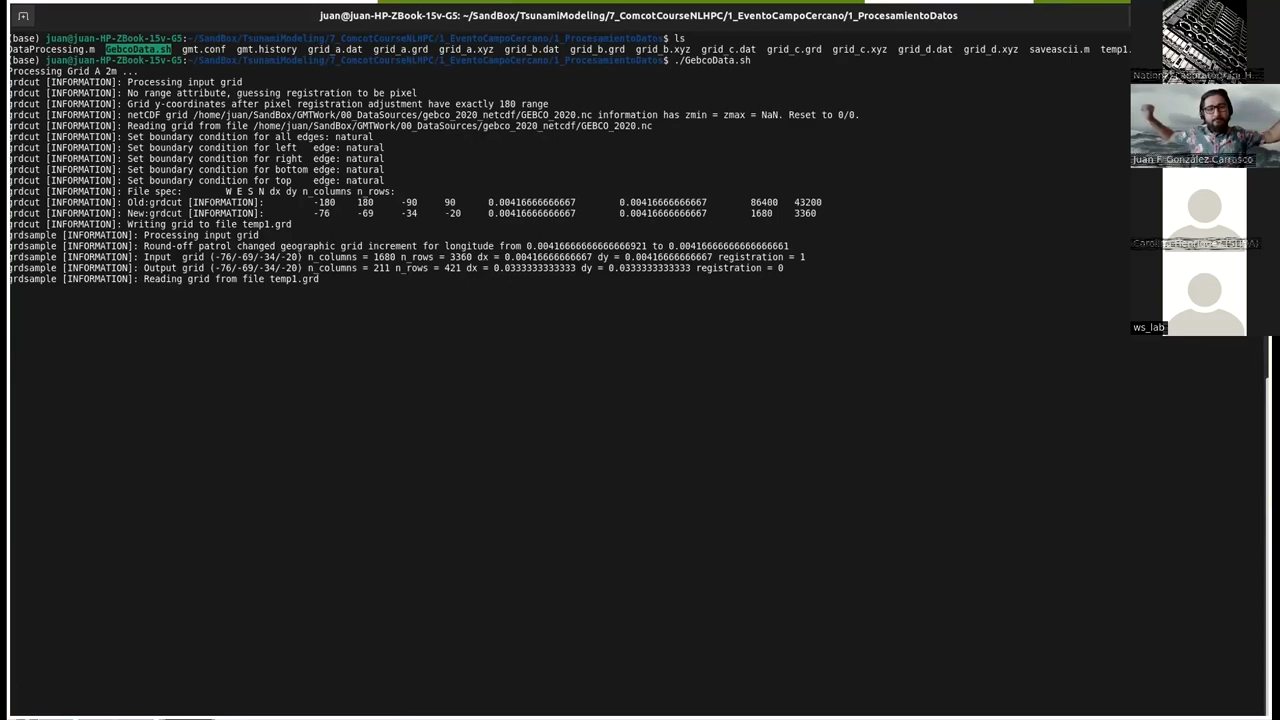 juan@juan-HP-ZBook-15v-G5: ~/SandBox/TsunamiModeling/7_ComcotCourseNLHPC/1_EventoCampoCercano/1_ProcesamientoDatos
(base) juan@juan-HP-ZBook-15v-G5:~/SandBox/TsunamiModeling/7_ComcotCourseNLHPC/1_EventoCampoCercano/1_ProcesamientoDatos$ ls
DataProcessing.m GebcoData.sh gmt.conf gmt.history grid_a.dat grid_a.grd grid_a.xyz grid_b.dat grid_b.grd grid_b.xyz grid_c.dat grid_c.grd grid_c.xyz grid_d.dat grid_d.xyz saveascii.m temp1.
(base) juan@juan-HP-ZBook-15v-G5:~/SandBox/TsunamiModeling/7_ComcotCourseNLHPC/1_EventoCampoCercano/1_ProcesamientoDatos$ ./GebcoData.sh
Processing Grid A 2m ...
grdcut [INFORMATION]: Processing input grid
grdcut [INFORMATION]: No range attribute, guessing registration to be pixel
grdcut [INFORMATION]: Grid y-coordinates after pixel registration adjustment have exactly 180 range
grdcut [INFORMATION]: netCDF grid /home/juan/SandBox/GMTWork/00_DataSources/gebco_2020_netcdf/GEBCO_2020.nc information has zmin = zmax = NaN. Reset to 0/0.
grdcut [INFORMATION]: Reading grid from file /home/juan/SandBox/GMTWork/00_DataSources/gebco_2020_netcdf/GEBCO_2020.nc
grdcut [INFORMATION]: Set boundary condition for all edges: natural
grdcut [INFORMATION]: Set boundary condition for left edge: natural
grdcut [INFORMATION]: Set boundary condition for right edge: natural
grdcut [INFORMATION]: Set boundary condition for bottom edge: natural
grdcut [INFORMATION]: Set boundary condition for top edge: natural
grdcut [INFORMATION]: File spec: W E S N dx dy n_columns n_rows:
grdcut [INFORMATION]: Old:grdcut [INFORMATION]: -180 180 -90 90 0.00416666666667 0.00416666666667 86400 43200
grdcut [INFORMATION]: New:grdcut [INFORMATION]: -76 -69 -34 -20 0.00416666666667 0.00416666666667 1680 3360
grdcut [INFORMATION]: Writing grid to file temp1.grd
grdsample [INFORMATION]: Processing input grid
grdsample [INFORMATION]: Round-off patrol changed geographic grid increment for longitude from 0.00416666666666666921 to 0.0041666666666666661
grdsample [INFORMATION]: Input grid (-76/-69/-34/-20) n_columns = 1680 n_rows = 3360 dx = 0.00416666666667 dy = 0.00416666666667 registration = 1
grdsample [INFORMATION]: Output grid (-76/-69/-34/-20) n_columns = 211 n_rows = 421 dx = 0.0333333333333 dy = 0.0333333333333 registration = 0
grdsample [INFORMATION]: Reading grid from file temp1.grd
Juan F. González Carrasco
ws_lab